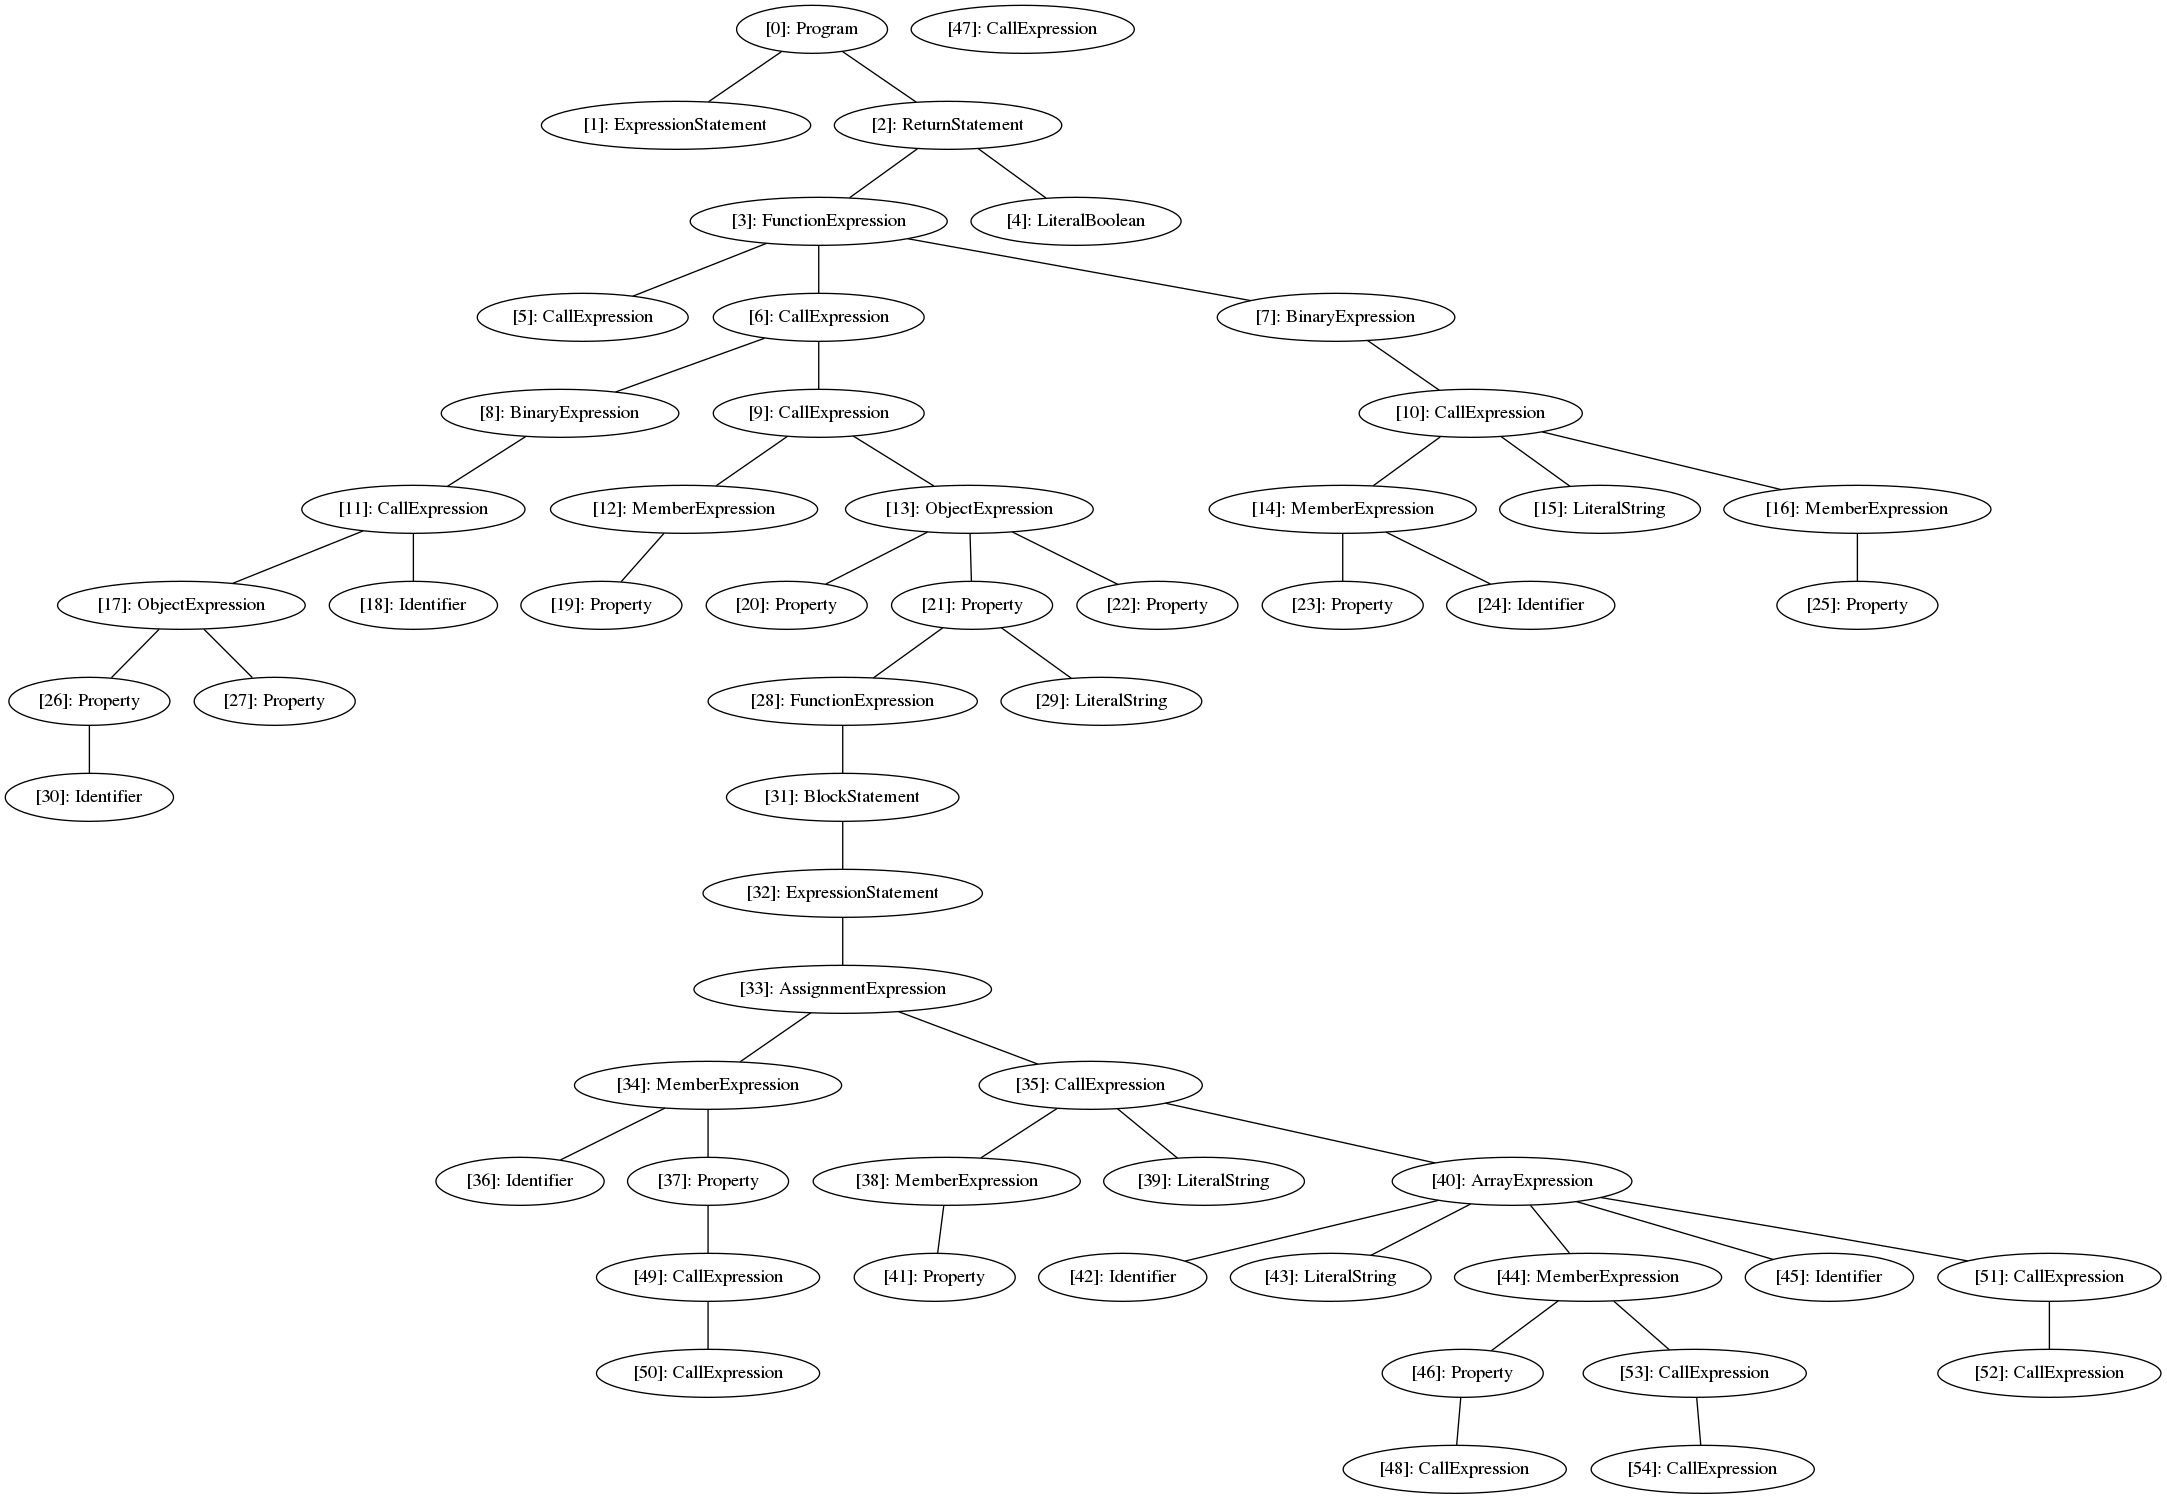 [0]: Program
[47]: CallExpression
[1]: ExpressionStatement
[2]: ReturnStatement
[3]: FunctionExpression
[4]: LiteralBoolean
[5]: CallExpression
[6]: CallExpression
[7]: BinaryExpression
[8]: BinaryExpression
[9]: CallExpression
[10]: CallExpression
[11]: CallExpression
[12]: MemberExpression
[13]: ObjectExpression
[14]: MemberExpression
[15]: LiteralString
[16]: MemberExpression
[17]: ObjectExpression
[18]: Identifier
[19]: Property
[20]: Property
[21]: Property
[22]: Property
[23]: Property
[24]: Identifier
[25]: Property
[26]: Property
[27]: Property
[28]: FunctionExpression
[29]: LiteralString
[30]: Identifier
[31]: BlockStatement
[32]: ExpressionStatement
[33]: AssignmentExpression
[34]: MemberExpression
[35]: CallExpression
[36]: Identifier
[37]: Property
[38]: MemberExpression
[39]: LiteralString
[40]: ArrayExpression
[49]: CallExpression
[41]: Property
[42]: Identifier
[43]: LiteralString
[44]: MemberExpression
[45]: Identifier
[51]: CallExpression
[50]: CallExpression
[46]: Property
[53]: CallExpression
[52]: CallExpression
[48]: CallExpression
[54]: CallExpression